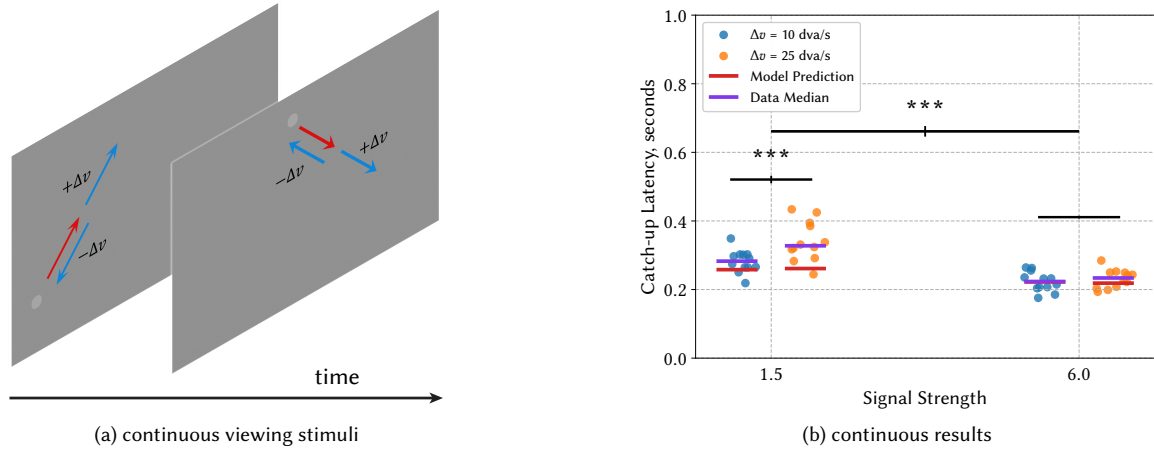 +Δv
−Δv
+Δv
−Δv
time
(a) continuous viewing stimuli
1.0
0.8
0.6
0.4
0.2
0.0
Catch-up Latency, seconds
Δv = 10 dva/s
Δv = 25 dva/s
Model Prediction
Data Median
***
***
1.5
6.0
Signal Strength
(b) continuous results